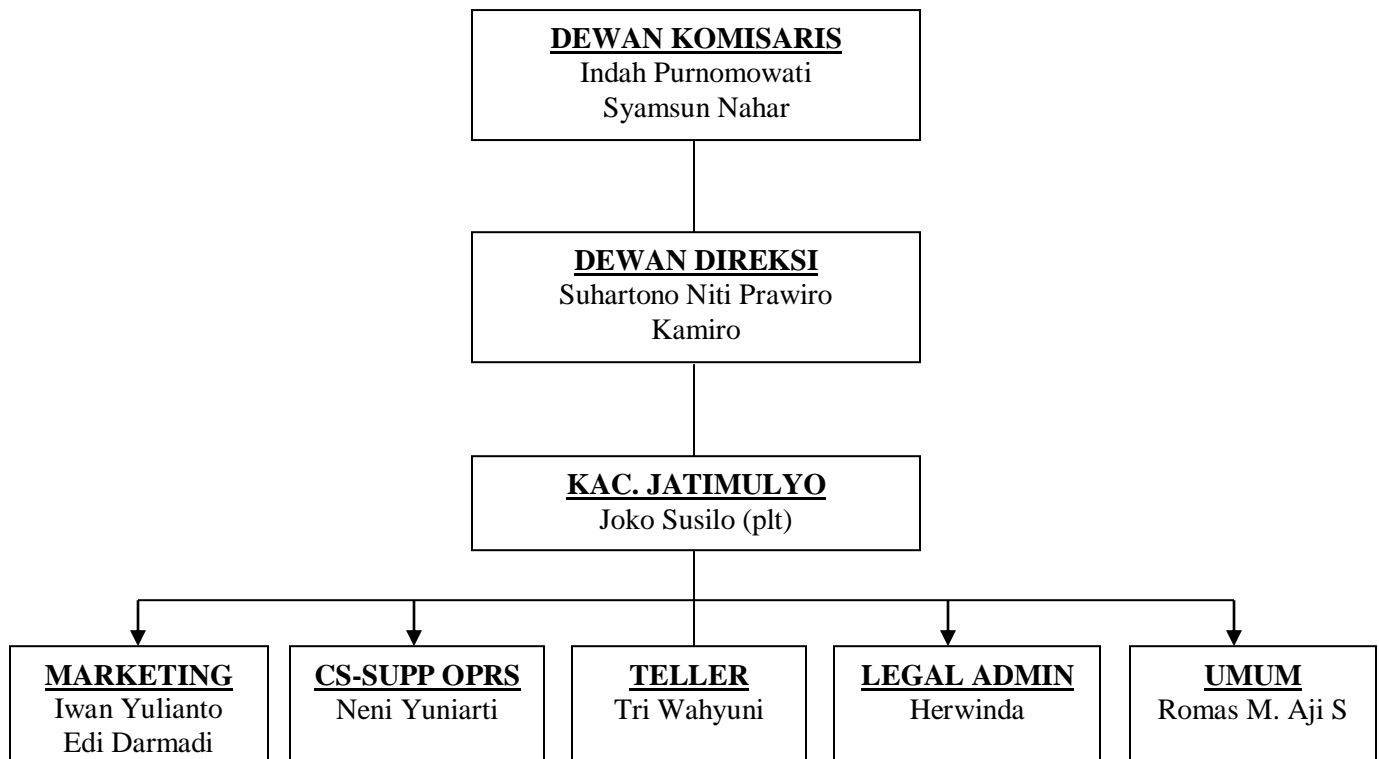 DEWAN KOMISARIS
Indah Purnomowati
Syamsun Nahar
DEWAN DIREKSI
Suhartono Niti Prawiro
Kamiro
KAC. JATIMULYO
Joko Susilo (plt)
MARKETING
Iwan Yulianto
Edi Darmadi
CS-SUPP OPRS
Neni Yuniarti
TELLER
Tri Wahyuni
LEGAL ADMIN
Herwinda
UMUM
Romas M. Aji S